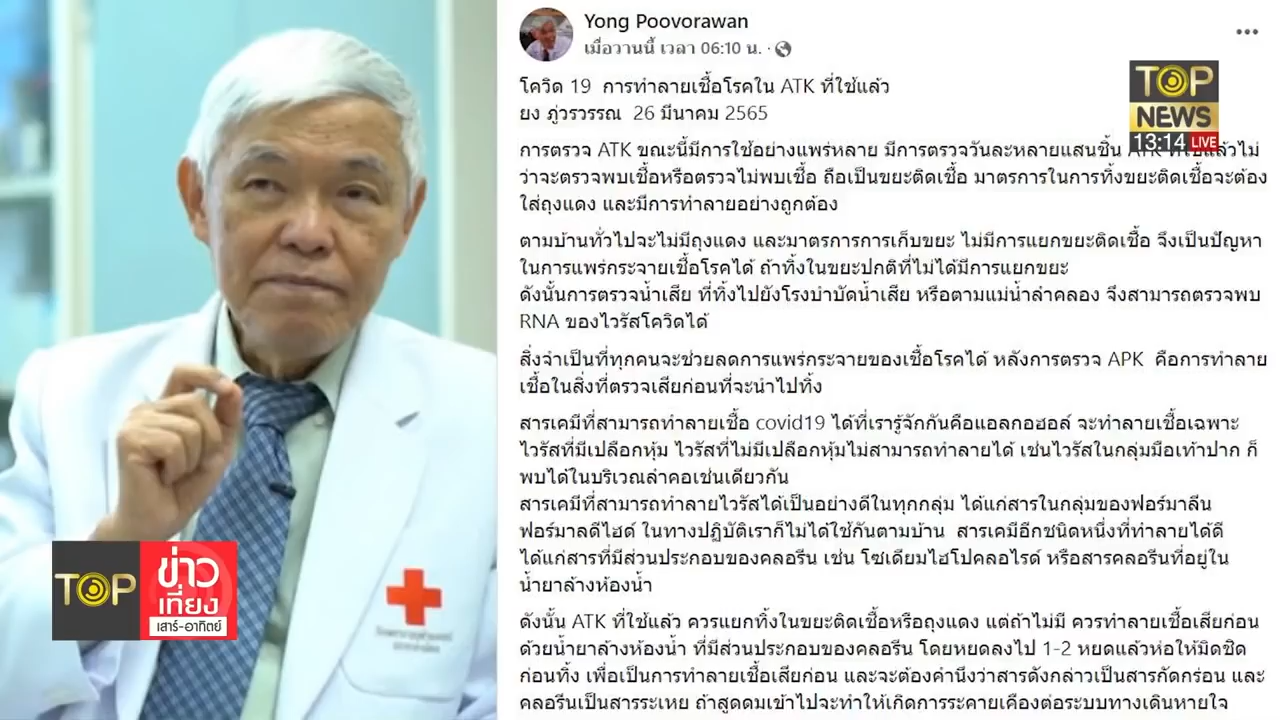 Yong Poovorawan
เมื่อวานนี้ เวลา 06:10 น.
TOP
NEWS
13:14 LIVE
โควิด 19 การทำลายเชื้อโรคใน ATK ที่ใช้แล้ว
ยง ภู่วรวรรณ 26 มีนาคม 2565
การตรวจ ATK ขณะนี้มีการใช้อย่างแพร่หลาย มีการตรวจวันละหลายแสนชิ้น ATK ที่ใช้แล้วไม่
ว่าจะตรวจพบเชื้อหรือตรวจไม่พบเชื้อ ถือเป็นขยะติดเชื้อ มาตรการในการทิ้งขยะติดเชื้อจะต้อง
ใส่ถุงแดง และมีการทำลายอย่างถูกต้อง
ตามบ้านทั่วไปจะไม่มีถุงแดง และมาตรการการเก็บขยะ ไม่มีการแยกขยะติดเชื้อ จึงเป็นปัญหา
ในการแพร่กระจายเชื้อโรคได้ ถ้าทิ้งในขยะปกติที่ไม่ได้มีการแยกขยะ
ดังนั้นการตรวจน้ำเสีย ที่ทิ้งไปยังโรงบำบัดน้ำเสีย หรือตามแม่น้ำลำคลอง จึงสามารถตรวจพบ
RNA ของไวรัสโควิดได้
สิ่งจำเป็นที่ทุกคนจะช่วยลดการแพร่กระจายของเชื้อโรคได้ หลังการตรวจ APK คือการทำลาย
เชื้อในสิ่งที่ตรวจเสียก่อนที่จะนำไปทิ้ง
สารเคมีที่สามารถทำลายเชื้อ covid19 ได้ที่เรารู้จักกันคือแอลกอฮอล์ จะทำลายเชื้อเฉพาะ
ไวรัสที่มีเปลือกหุ้ม ไวรัสที่ไม่มีเปลือกหุ้มไม่สามารถทำลายได้ เช่นไวรัสในกลุ่มมือเท้าปาก ก็
พบได้ในบริเวณลำคอเช่นเดียวกัน
สารเคมีที่สามารถทำลายไวรัสได้เป็นอย่างดีในทุกกลุ่ม ได้แก่สารในกลุ่มของฟอร์มาลีน
ฟอร์มาลดีไฮด์ ในทางปฏิบัติเราก็ไม่ได้ใช้กันตามบ้าน สารเคมีอีกชนิดหนึ่งที่ทำลายได้ดี
ได้แก่สารที่มีส่วนประกอบของคลอรีน เช่น โซเดียมไฮโปคลอไรด์ หรือสารคลอรีนที่อยู่ใน
น้ำยาล้างห้องน้ำ
ดังนั้น ATK ที่ใช้แล้ว ควรแยกทิ้งในขยะติดเชื้อหรือถุงแดง แต่ถ้าไม่มี ควรทำลายเชื้อเสียก่อน
ด้วยน้ำยาล้างห้องน้ำ ที่มีส่วนประกอบของคลอรีน โดยหยดลงไป 1-2 หยดแล้วห่อให้มิดชิด
ก่อนทิ้ง เพื่อเป็นการทำลายเชื้อเสียก่อน และจะต้องคำนึงว่าสารดังกล่าวเป็นสารกัดกร่อน และ
คลอรีนเป็นสารระเหย ถ้าสูดดมเข้าไปจะทำให้เกิดการระคายเคืองต่อระบบทางเดินหายใจ
TOP
ข่าว
เที่ยง
เสาร์-อาทิตย์